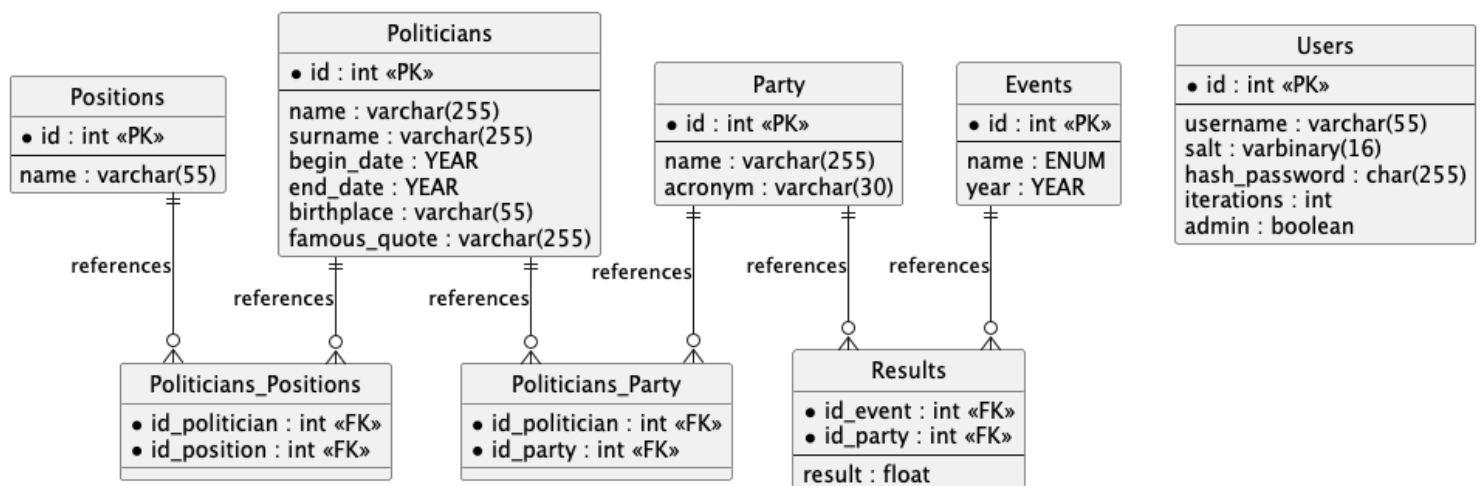 Positions
• id : int «PK»
name : varchar(55)
Politicians
• id : int «PK»
name : varchar(255)
surname : varchar(255)
begin_date : YEAR
end_date : YEAR
birthplace : varchar(55)
famous_quote : varchar(255)
Party
• id : int «PK»
name : varchar(255)
acronym : varchar(30)
Events
• id : int «PK»
name : ENUM
year : YEAR
Users
• id : int «PK»
username : varchar(55)
salt : varbinary(16)
hash_password : char(255)
iterations : int
admin : boolean
references
references
references
references
references
references
Politicians_Positions
• id_politician : int «FK»
• id_position : int «FK»
Politicians_Party
• id_politician : int «FK»
• id_party : int «FK»
Results
• id_event : int «FK»
• id_party : int «FK»
result : float